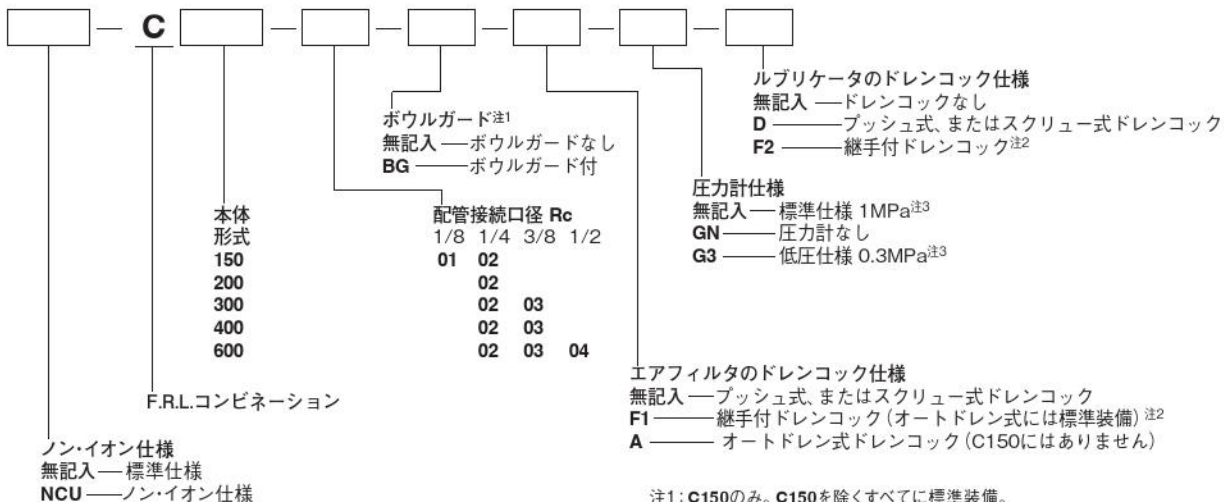 C
ルブリケータのドレンコック仕様
無記入 ドレンコックなし
D プッシュ式、またはスクリュー式ドレンコック
F2 継手付ドレンコック注2
ボウルガード注1
無記入 ボウルガードなし
BG ボウルガード付
圧力計仕様
無記入 標準仕様 1MPa注3
GN 圧力計なし
G3 低圧仕様 0.3MPa注3
本体
形式
150
200
300
400
600
配管接続口径 Rc
1/8 1/4 3/8 1/2
01 02
02
02 03
02 03
02 03 04
エアフィルタのドレンコック仕様
無記入 プッシュ式、またはスクリュー式ドレンコック
F1 継手付ドレンコック(オートドレン式には標準装備)注2
A オートドレン式ドレンコック(C150にはありません)
F.R.L.コンビネーション
ノン・イオン仕様
無記入 標準仕様
NCU ノン・イオン仕様
注1:C150のみ。C150を除くすべてに標準装備。